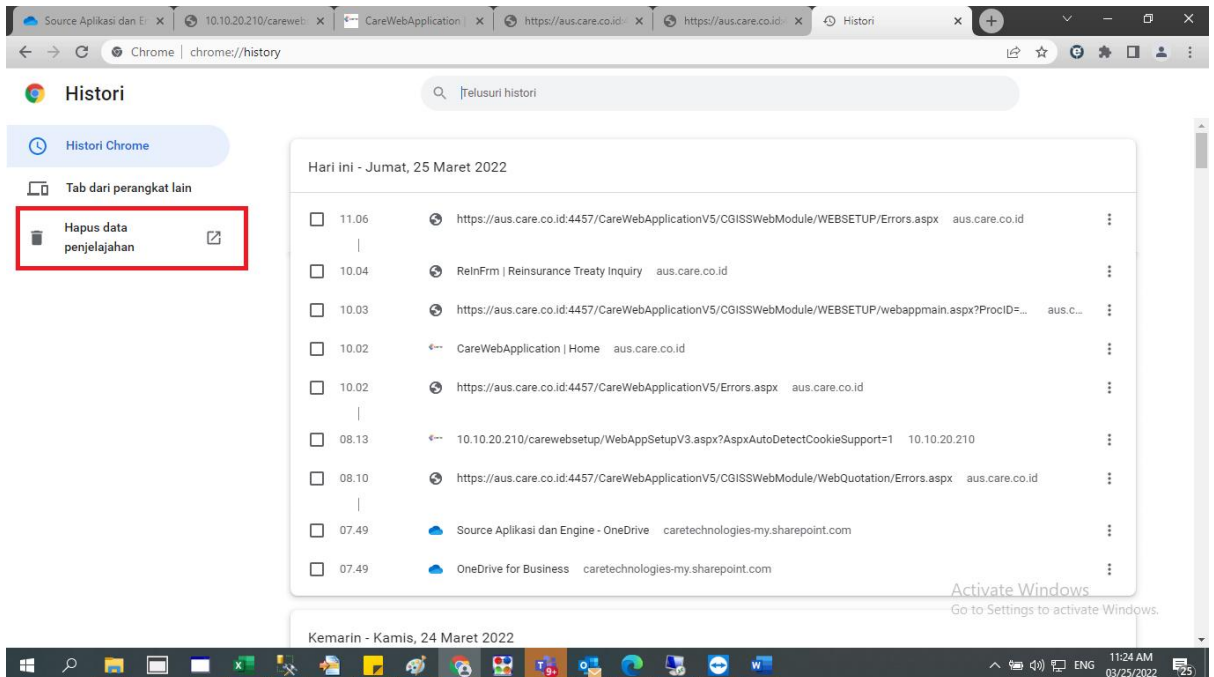 Source Aplikasi dan E
10.10.20.210/careweb
CareWebApplication |
https://aus.care.co.id:
https://aus.care.co.id:
Histori
Chrome | chrome://history
Histori
Telusuri histori
Histori Chrome
Tab dari perangkat lain
Hapus data
penjelajahan
Hari ini - Jumat, 25 Maret 2022
11.06 https://aus.care.co.id:4457/CareWebApplicationV5/CGISSWebModule/WEBSETUP/Errors.aspx aus.care.co.id
10.04 ReInFrm | Reinsurance Treaty Inquiry aus.care.co.id
10.03 https://aus.care.co.id:4457/CareWebApplicationV5/CGISSWebModule/WEBSETUP/webappmain.aspx?ProcID=... aus.c...
10.02 CareWebApplication | Home aus.care.co.id
10.02 https://aus.care.co.id:4457/CareWebApplicationV5/Errors.aspx aus.care.co.id
08.13 10.10.20.210/carewebsetup/WebAppSetupV3.aspx?AspxAutoDetectCookieSupport=1 10.10.20.210
08.10 https://aus.care.co.id:4457/CareWebApplicationV5/CGISSWebModule/WebQuotation/Errors.aspx aus.care.co.id
07.49 Source Aplikasi dan Engine - OneDrive caretechnologies-my.sharepoint.com
07.49 OneDrive for Business caretechnologies-my.sharepoint.com
Activate Windows
Go to Settings to activate Windows.
Kemarin - Kamis, 24 Maret 2022
ENG
11:24 AM
03/25/2022
25